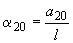 α₂₀ = a₂₀ / l